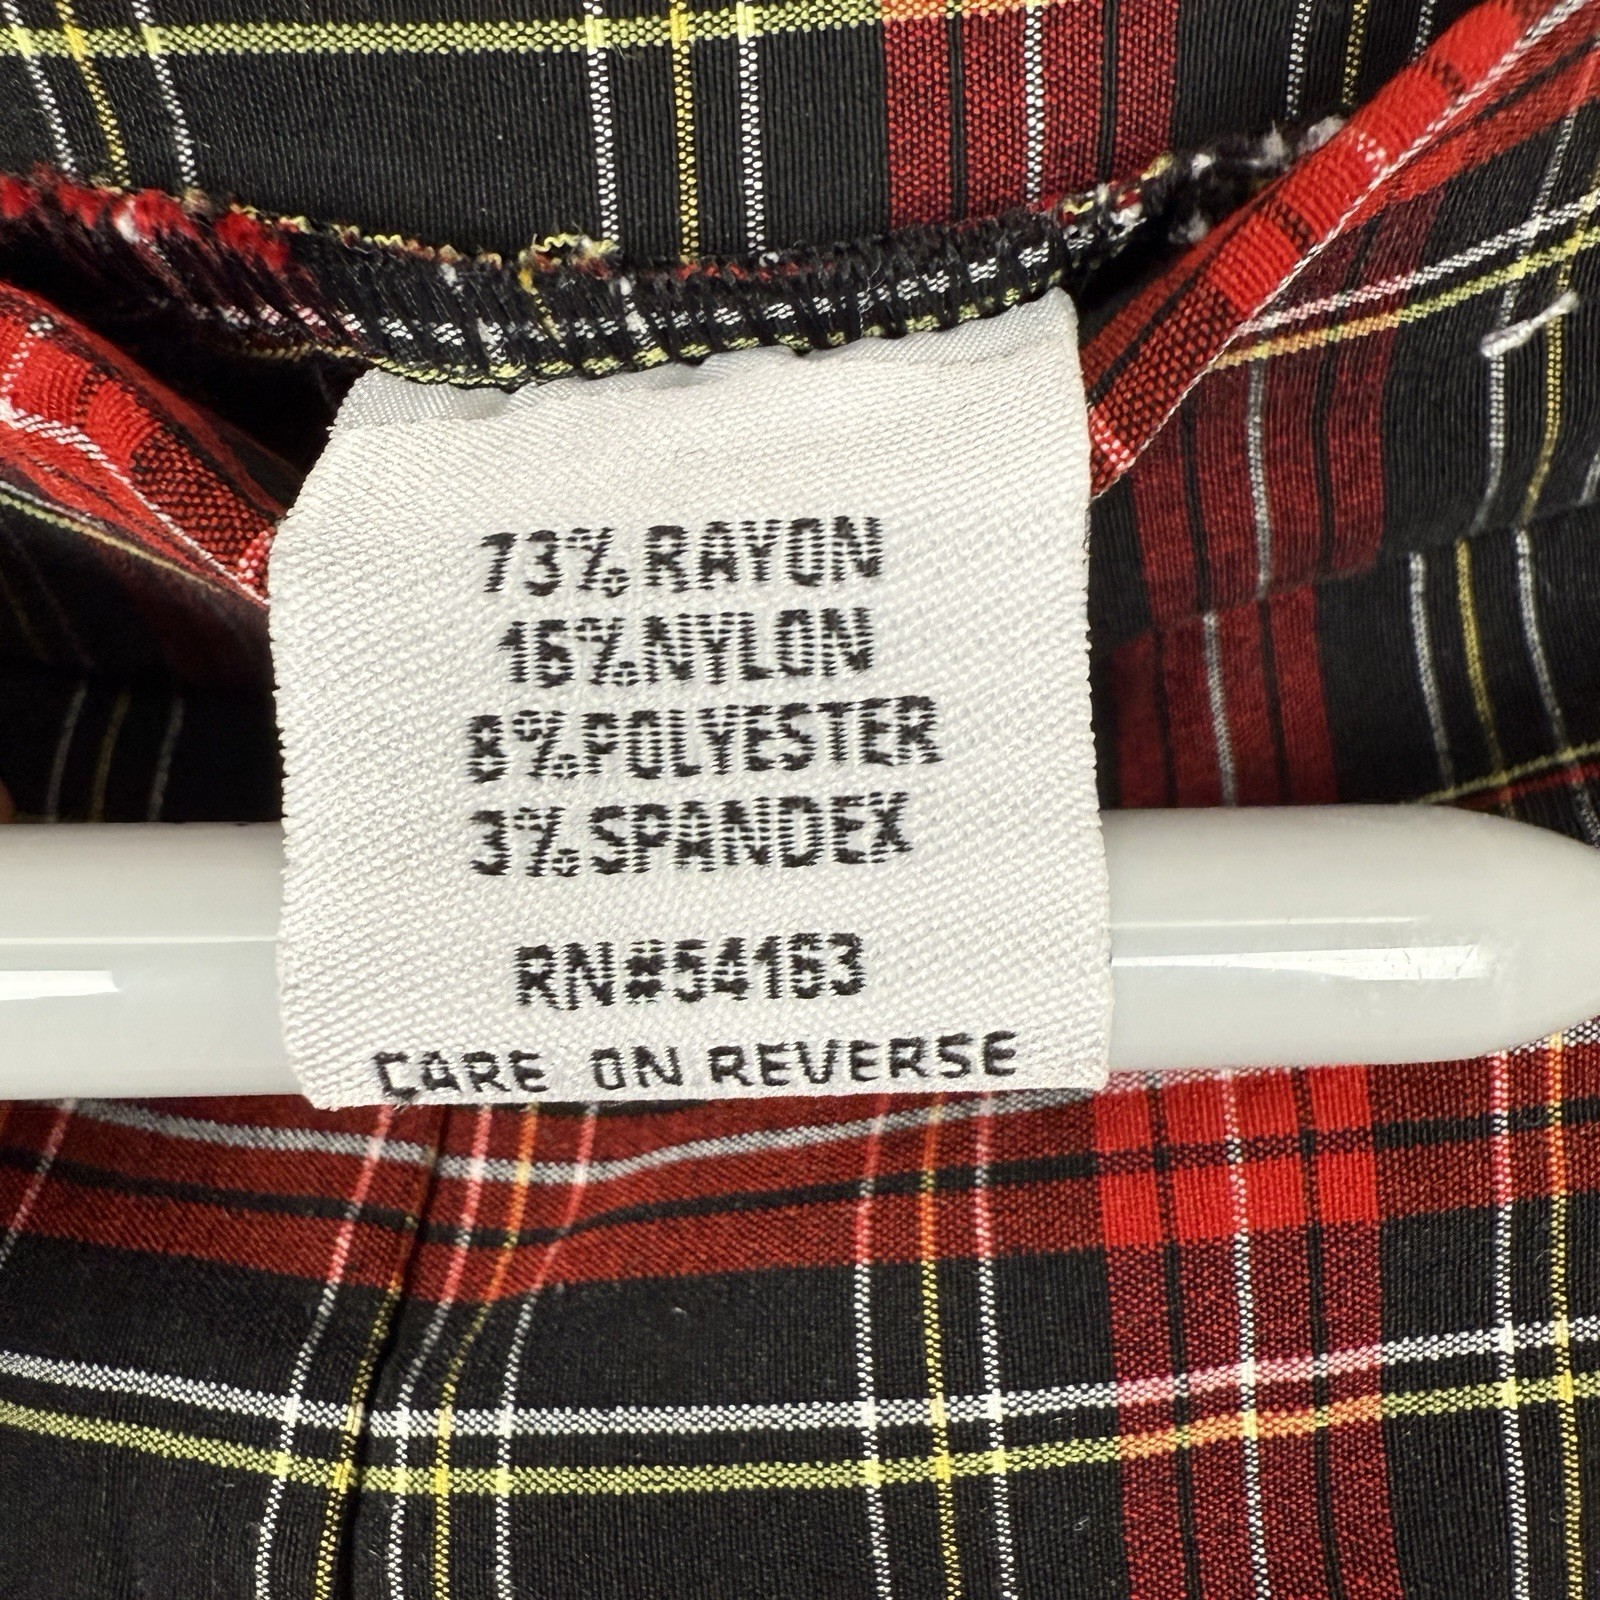 73% RAYON
16% NYLON
8% POLYESTER
3% SPANDEX
RN#54163
CARE ON REVERSE